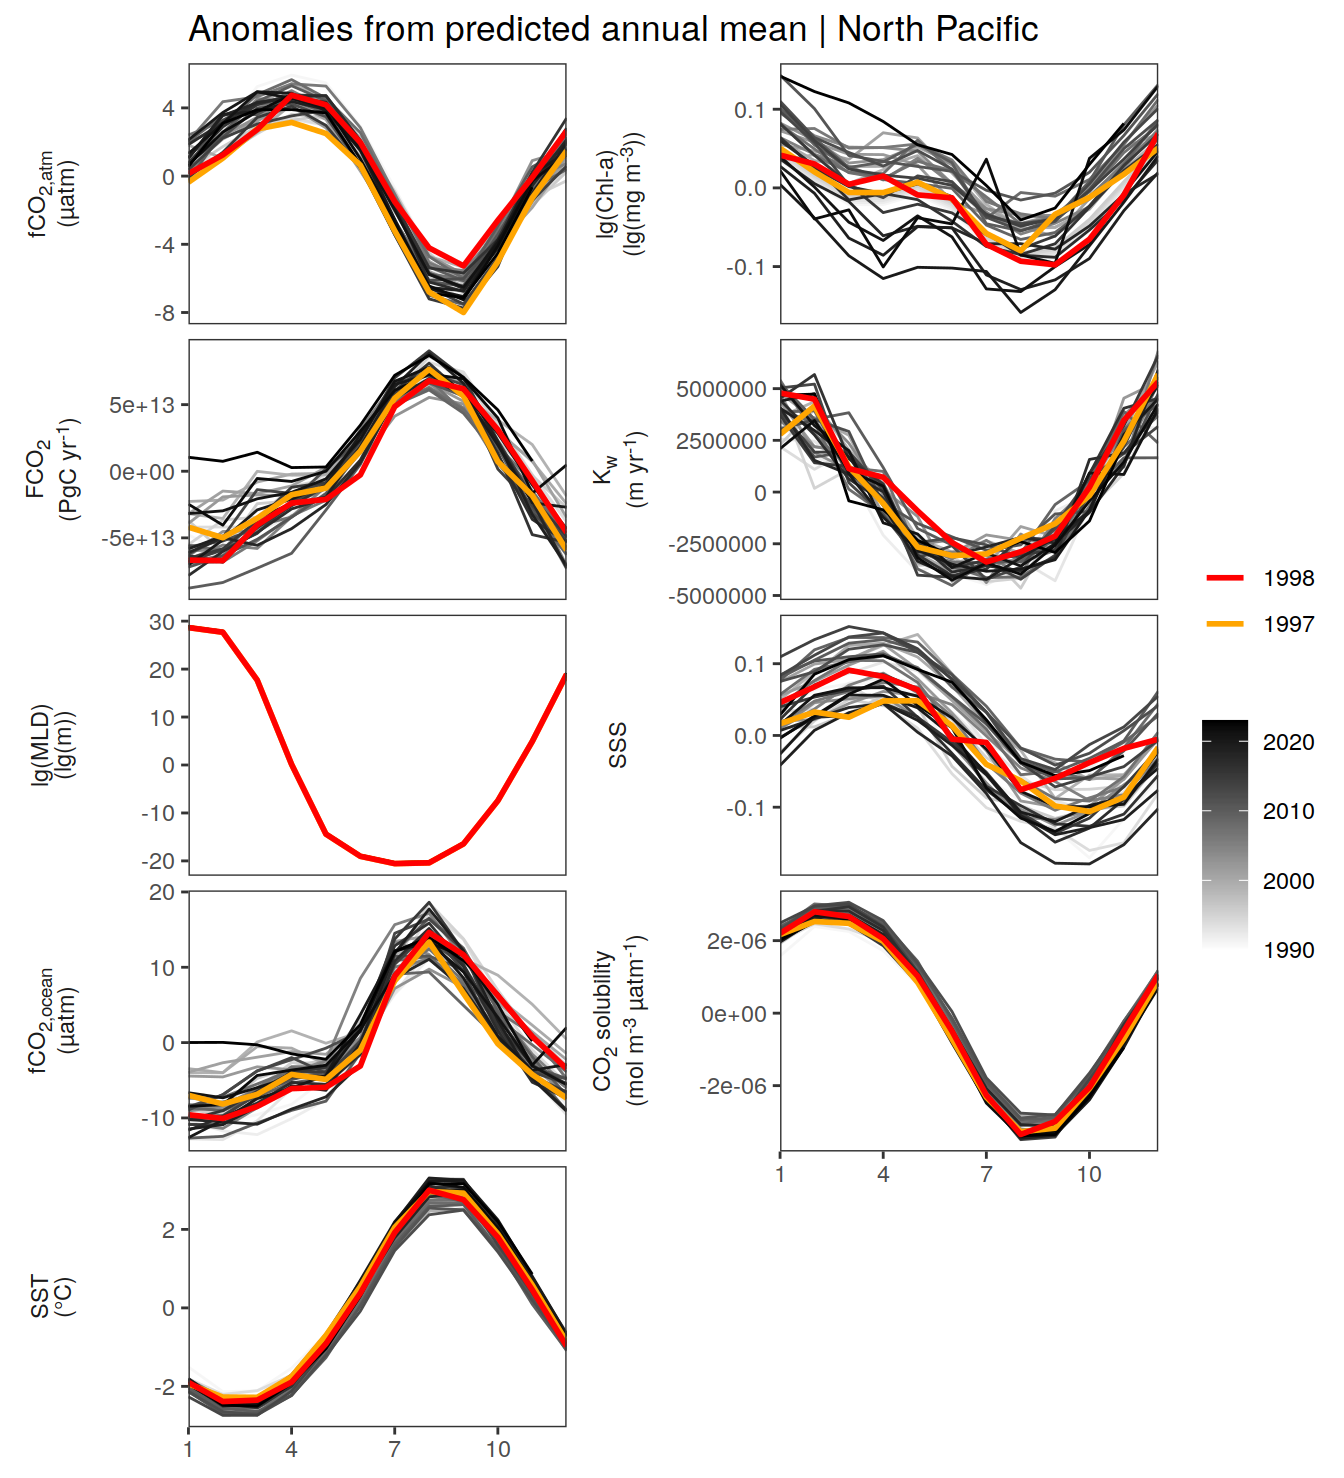 Anomalies from predicted annual mean | North Pacific
fCO2,atm
(µatm)
4
0
-4
-8
lg(Chl-a)
(lg(mg m-3))
0.1
0.0
-0.1
FCO2
(PgC yr-1)
5e+13
0e+00
-5e+13
Kw
(m yr-1)
5000000
2500000
0
-2500000
-5000000
lg(MLD)
(lg(m))
30
20
10
0
-10
-20
SSS
0.1
0.0
-0.1
fCO2,ocean
(µatm)
20
10
0
-10
CO2 solubility
(mol m-3 µatm-1)
2e-06
0e+00
-2e-06
1 4 7 10
SST
(°C)
2
0
-2
1 4 7 10
1998
1997
2020
2010
2000
1990